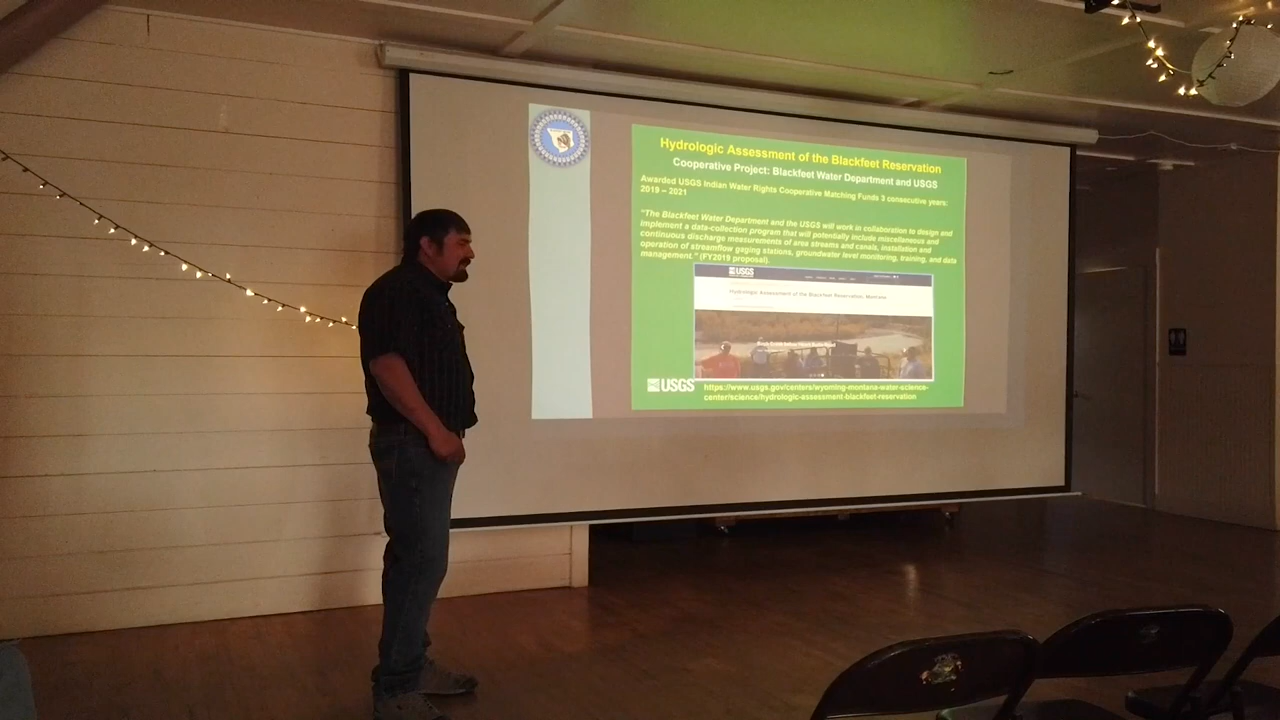 Hydrologic Assessment of the Blackfeet Reservation
Cooperative Project: Blackfeet Water Department and USGS
Awarded USGS Indian Water Rights Cooperative Matching Funds 3 consecutive years:
2019 – 2021
"The Blackfeet Water Department and the USGS will work in collaboration to design and
implement a data-collection program that will potentially include miscellaneous and
continuous discharge measurements of area streams and canals, installation and
operation of streamflow gaging stations, groundwater level monitoring, training, and data
management." (FY2019 proposal).
USGS
Hydrologic Assessment of the Blackfeet Reservation, Montana
USGS
https://www.usgs.gov/centers/wyoming-montana-water-science-
center/science/hydrologic-assessment-blackfeet-reservation